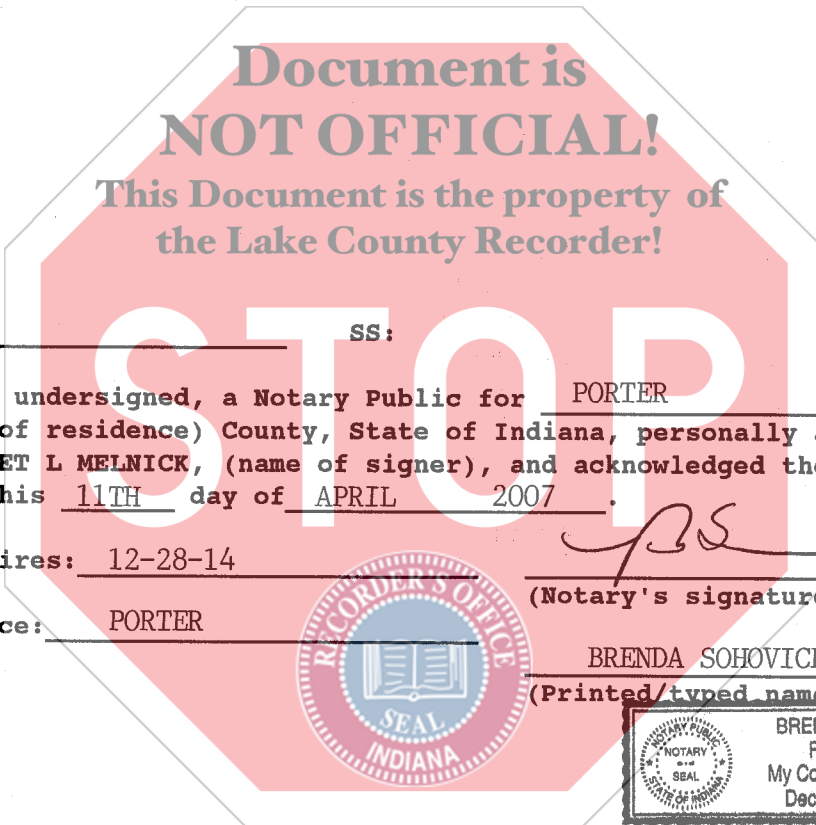 Document is
NOT OFFICIAL!
This Document is the property of
the Lake County Recorder!
STOP
SS:
undersigned, a Notary Public for PORTER
of residence) County, State of Indiana, personally
ET L MELNICK, (name of signer), and acknowledged the
his 11TH day of APRIL 2007 .
ires: 12-28-14
(Notary's signature
ce: PORTER
BRENDA SOHOVICH
(Printed/typed name
RECORDER'S OFFICE
SEAL
INDIANA
NOTARY PUBLIC
NOTARY
SEAL
STATE OF INDIANA
BREN
My Co
Dec